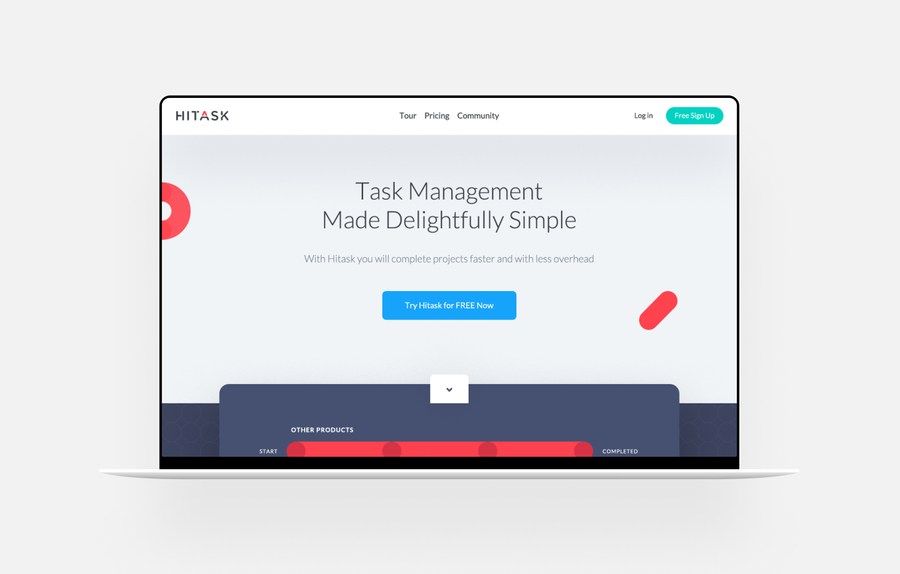 HITASK
Tour Pricing Community
Log in
Free Sign Up
Task Management
Made Delightfully Simple
With Hitask you will complete projects faster and with less overhead
Try Hitask for FREE Now
OTHER PRODUCTS
START
COMPLETED